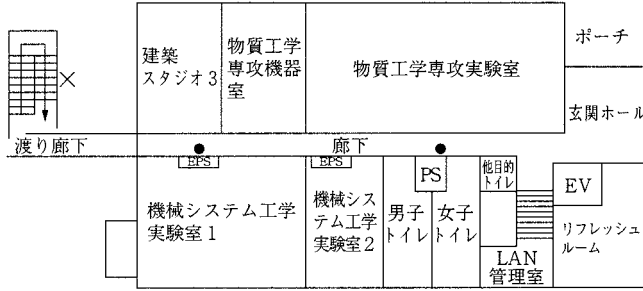 建築
スタジオ3
物質工学
専攻機器
室
物質工学専攻実験室
ポーチ
玄関ホール
渡り廊下
廊下
EPS
EPS
PS
他目的
トイレ
EV
機械システム工学
実験室1
機械シス
テム工学
実験室2
男子
トイレ
女子
トイレ
LAN
管理室
リフレッシュ
ルーム